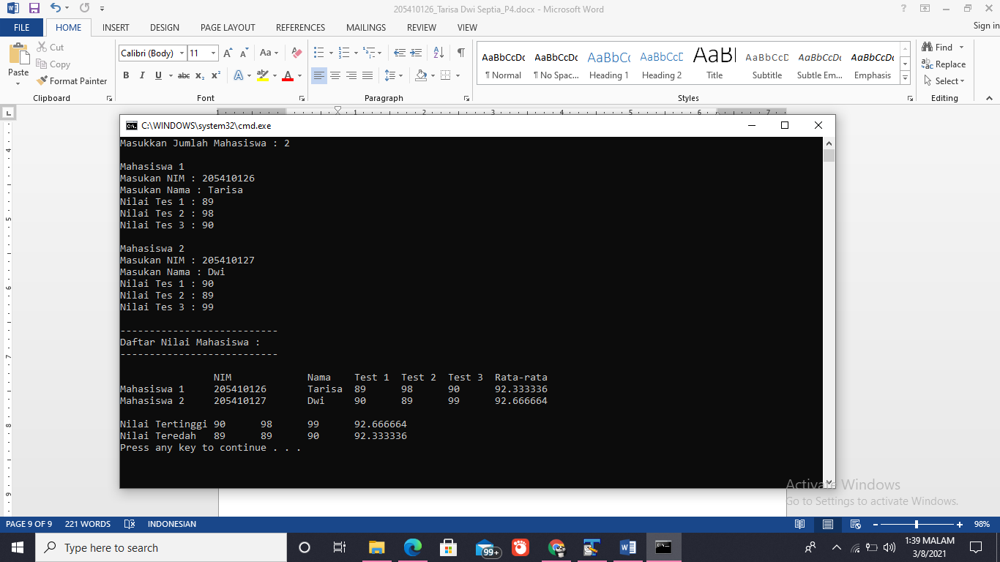 205410126_Tarisa Dwi Septia_P4.docx - Microsoft Word
FILE HOME INSERT DESIGN PAGE LAYOUT REFERENCES MAILINGS REVIEW VIEW Sign in
Paste
Cut
Copy
Format Painter
Clipboard
Calibri (Body) 11
Font
Paragraph
AaBbCcDc AaBbCcDc AaBbCc AaBbCcD AaB AaBbCcD AaBbCcDc AaBbCcDc
¶ Normal ¶ No Spac... Heading 1 Heading 2 Title Subtitle Subtle Em... Emphasis
Styles
Find
Replace
Select
Editing
1 1 2 3 4 5 6 7
C:\WINDOWS\system32\cmd.exe
Masukkan Jumlah Mahasiswa : 2
Mahasiswa 1
Masukan NIM : 205410126
Masukan Nama : Tarisa
Nilai Tes 1 : 89
Nilai Tes 2 : 98
Nilai Tes 3 : 90
Mahasiswa 2
Masukan NIM : 205410127
Masukan Nama : Dwi
Nilai Tes 1 : 90
Nilai Tes 2 : 89
Nilai Tes 3 : 99
---------------------------
Daftar Nilai Mahasiswa :
---------------------------
NIM Nama Test 1 Test 2 Test 3 Rata-rata
Mahasiswa 1 205410126 Tarisa 89 98 90 92.333336
Mahasiswa 2 205410127 Dwi 90 89 99 92.666664
Nilai Tertinggi 90 98 99 92.666664
Nilai Teredah 89 89 90 92.333336
Press any key to continue . . .
Activate Windows
Go to Settings to activate Windows.
PAGE 9 OF 9 221 WORDS INDONESIAN 98%
Type here to search
99+
1:39 MALAM
3/8/2021